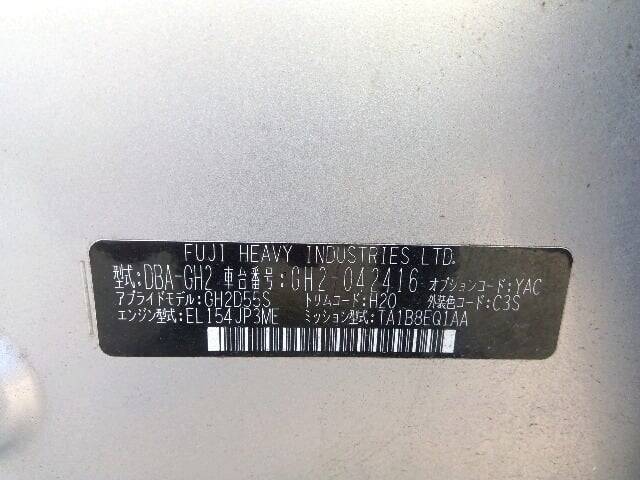 FUJI HEAVY INDUSTRIES LTD.
型式:DBA-GH2 車台番号:GH2-042416 オプションコード:YAC
アプライドモデル:GH2D55S トリムコード:H20 外装色コード:C3S
エンジン型式:EL154JP3ME ミッション型式:TA1B8EQ1AA